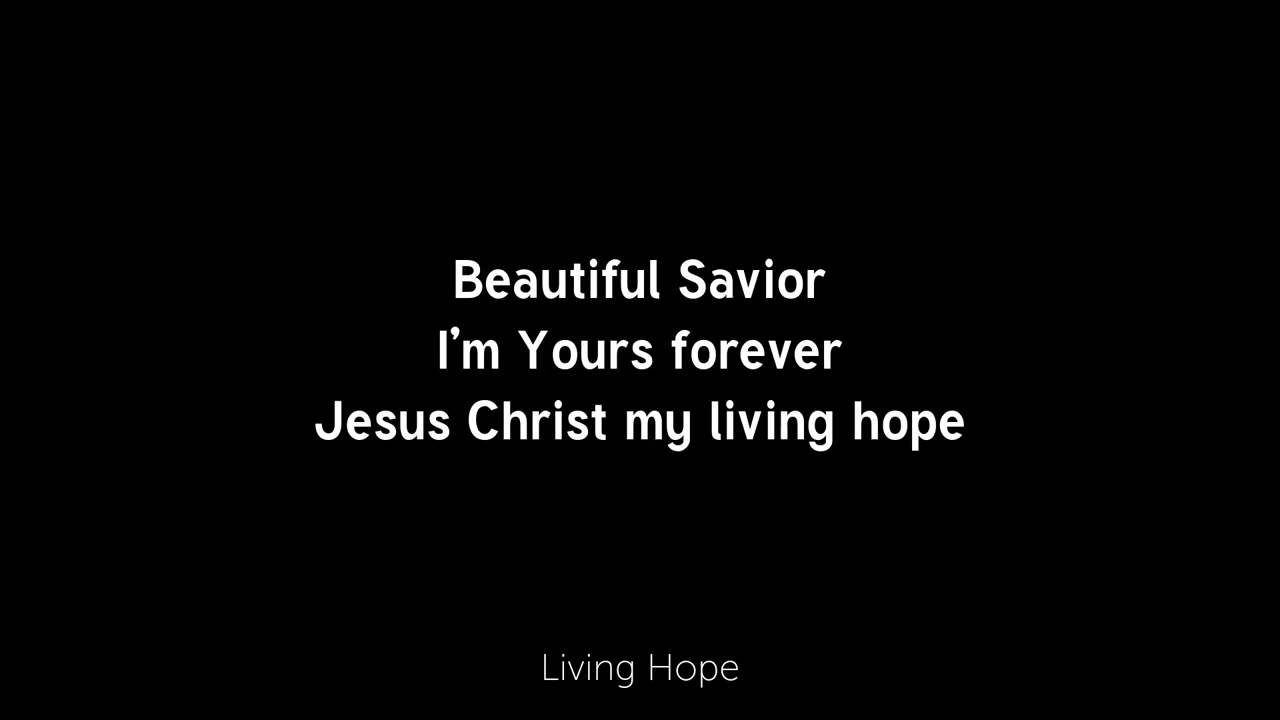 Beautiful Savior
I’m Yours forever
Jesus Christ my living hope
Living Hope